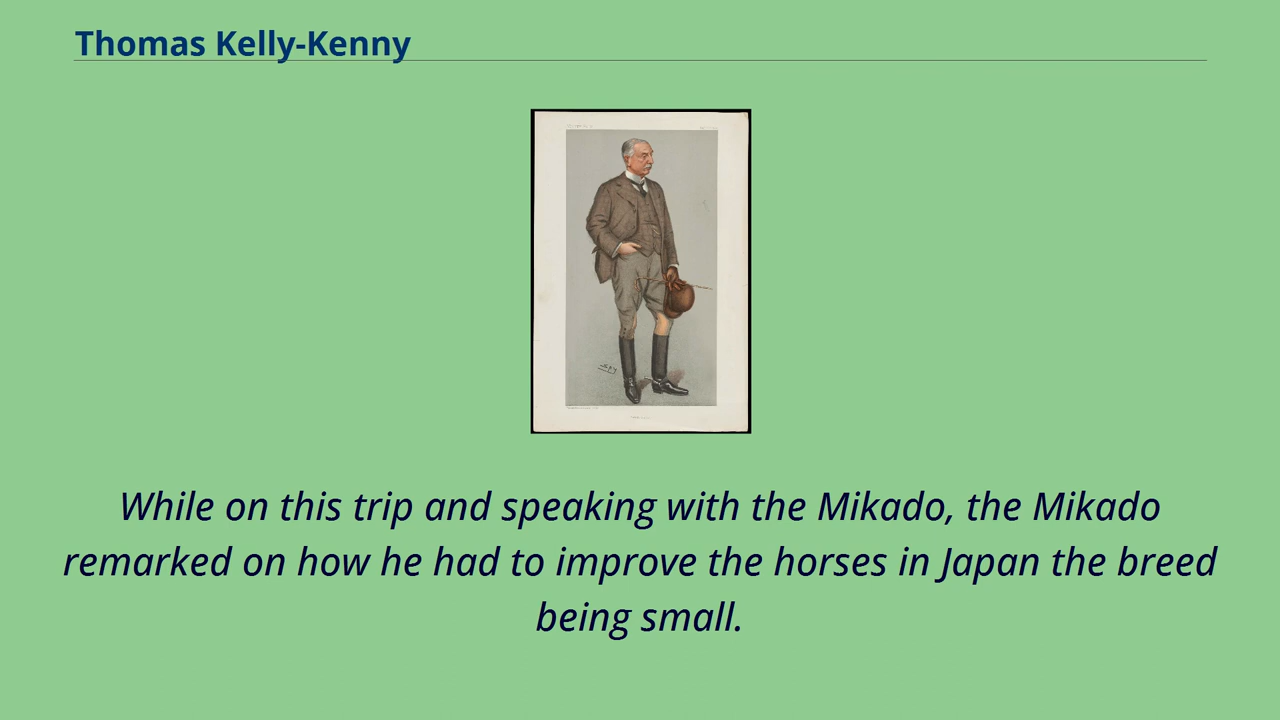 Thomas Kelly-Kenny
Spy
While on this trip and speaking with the Mikado, the Mikado
remarked on how he had to improve the horses in Japan the breed
being small.